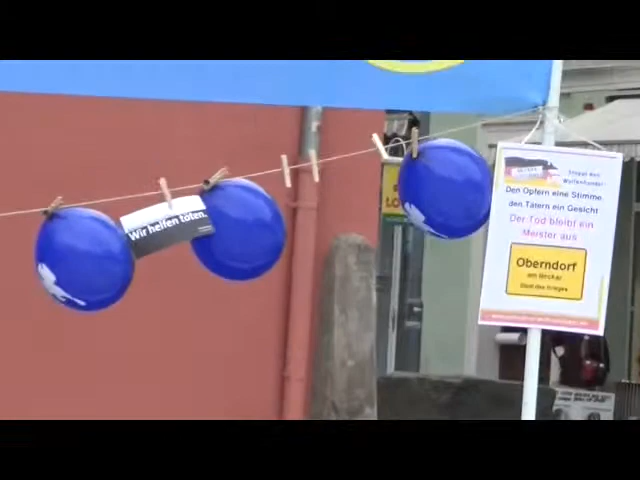 Wir helfen töten.
LO
Stoppt den
Waffenhandel!
Den Opfern eine Stimme,
den Tätern ein Gesicht
Der Tod bleibt ein
Meister aus
Oberndorf
am Neckar
Stadt des Krieges